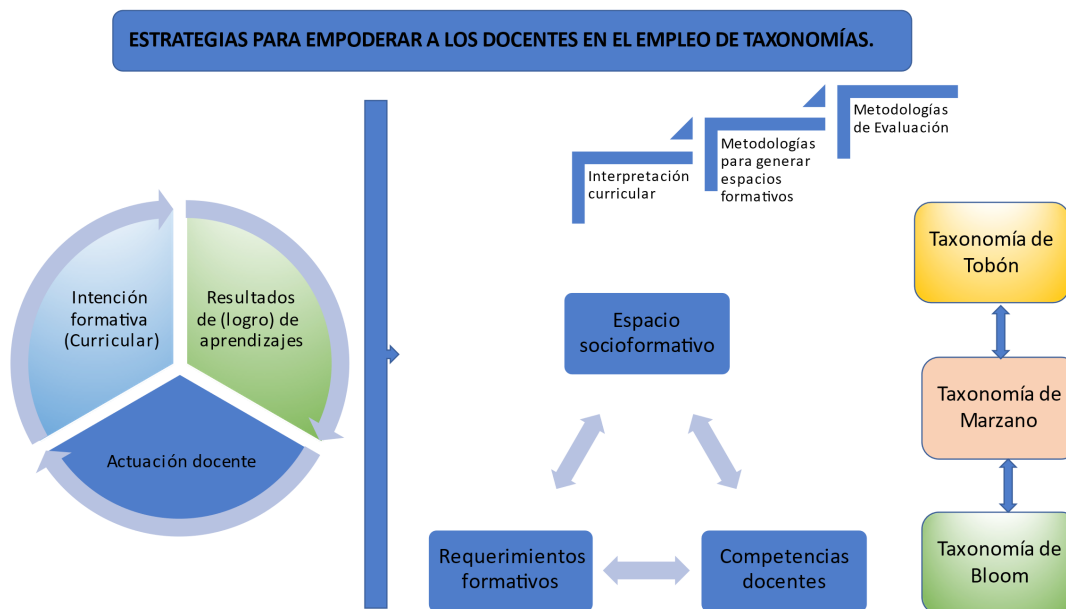 ESTRATEGIAS PARA EMPODERAR A LOS DOCENTES EN EL EMPLEO DE TAXONOMÍAS.
Metodologías
de Evaluación
Metodologías
para generar
espacios
formativos
Interpretación
curricular
Intención
formativa
(Curricular)
Resultados
de (logro) de
aprendizajes
Actuación docente
Espacio
socioformativo
Requerimientos
formativos
Competencias
docentes
Taxonomía de
Tobón
Taxonomía de
Marzano
Taxonomía de
Bloom